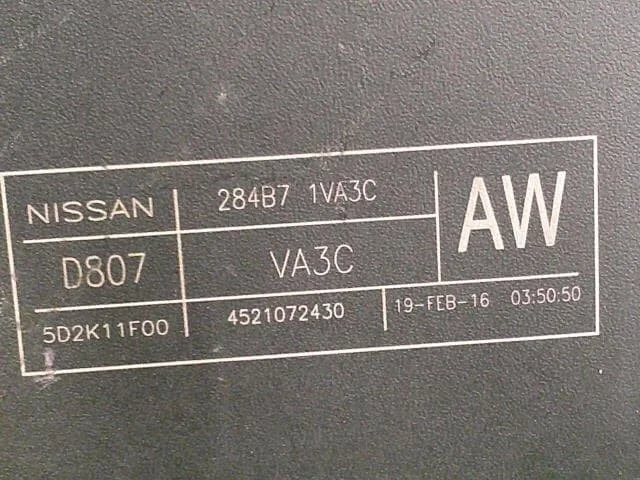 NISSAN 284B7 1VA3C AW
D807 VA3C
5D2K11F00 4521072430 19-FEB-16 03:50:50